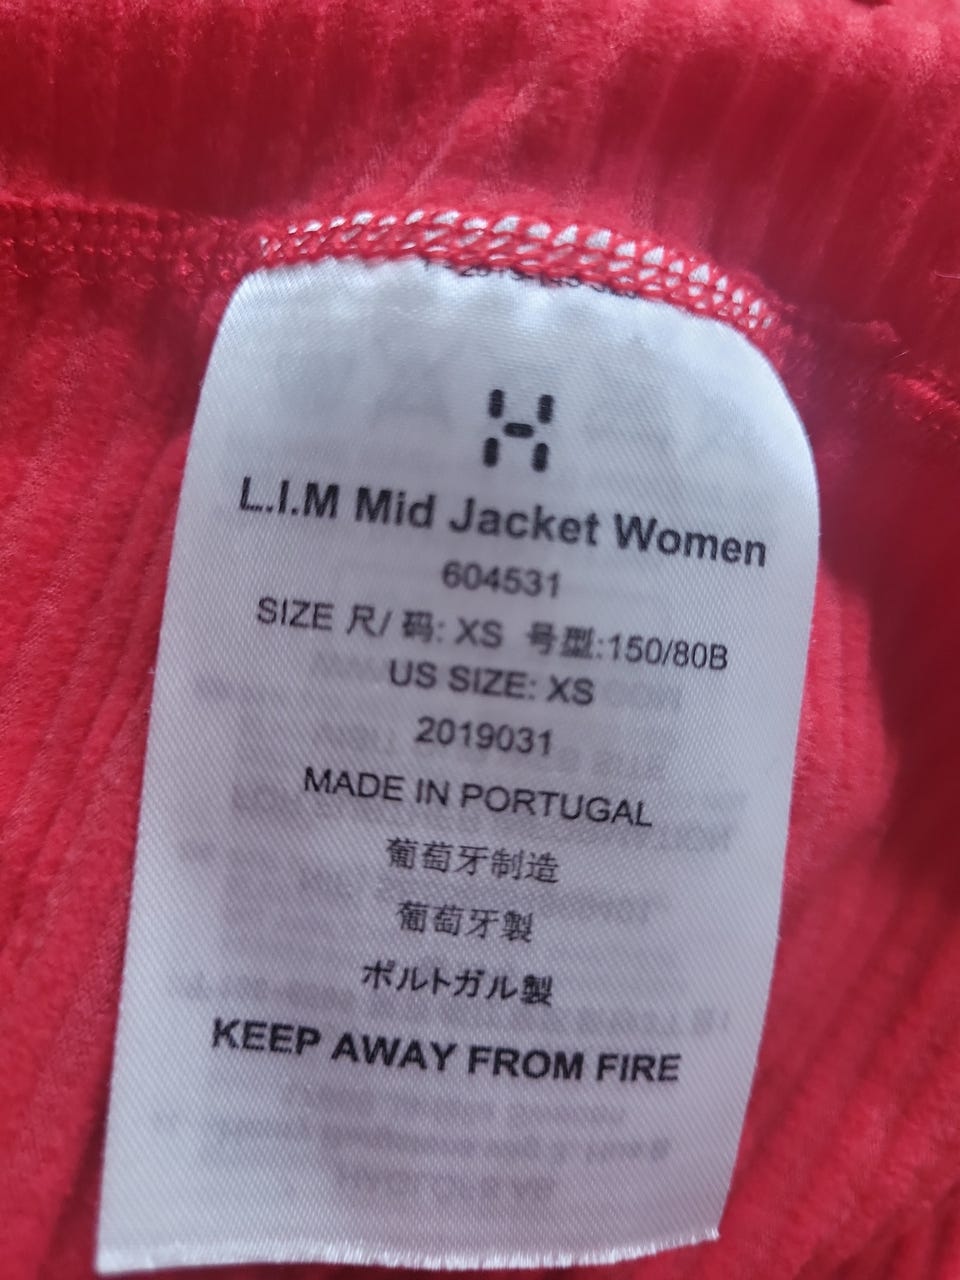 L.I.M Mid Jacket Women
604531
SIZE 尺/ 码: XS 号型:150/80B
US SIZE: XS
2019031
MADE IN PORTUGAL
葡萄牙制造
葡萄牙製
ポルトガル製
KEEP AWAY FROM FIRE